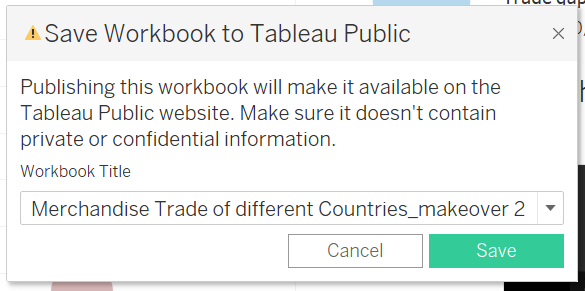 Save Workbook to Tableau Public
Publishing this workbook will make it available on the
Tableau Public website. Make sure it doesn't contain
private or confidential information.
Workbook Title
Merchandise Trade of different Countries_makeover 2
Cancel
Save